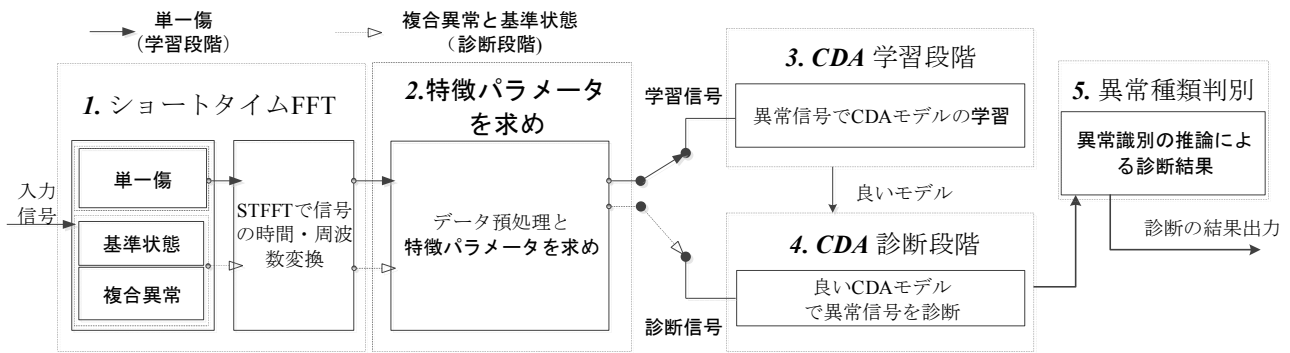 単一傷
（学習段階）
複合異常と基準状態
（診断段階)
1. ショートタイムFFT
入力
信号
単一傷
基準状態
複合異常
STFFTで信号
の時間・周波
数変換
2.特徴パラメータ
を求め
データ預処理と
特徴パラメータを求め
学習信号
診断信号
3. CDA 学習段階
異常信号でCDAモデルの学習
良いモデル
4. CDA 診断段階
良いCDAモデル
で異常信号を診断
5. 異常種類判別
異常識別の推論によ
る診断結果
診断の結果出力